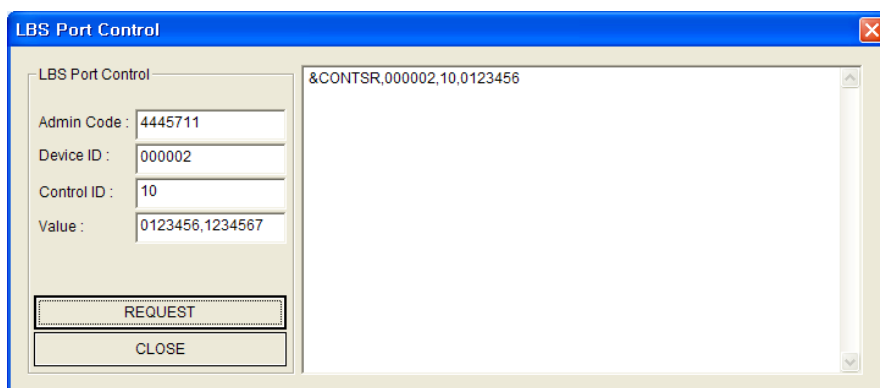 LBS Port Control
LBS Port Control
Admin Code : 4445711
Device ID : 000002
Control ID : 10
Value : 0123456,1234567
REQUEST
CLOSE
&CONTSR,000002,10,0123456